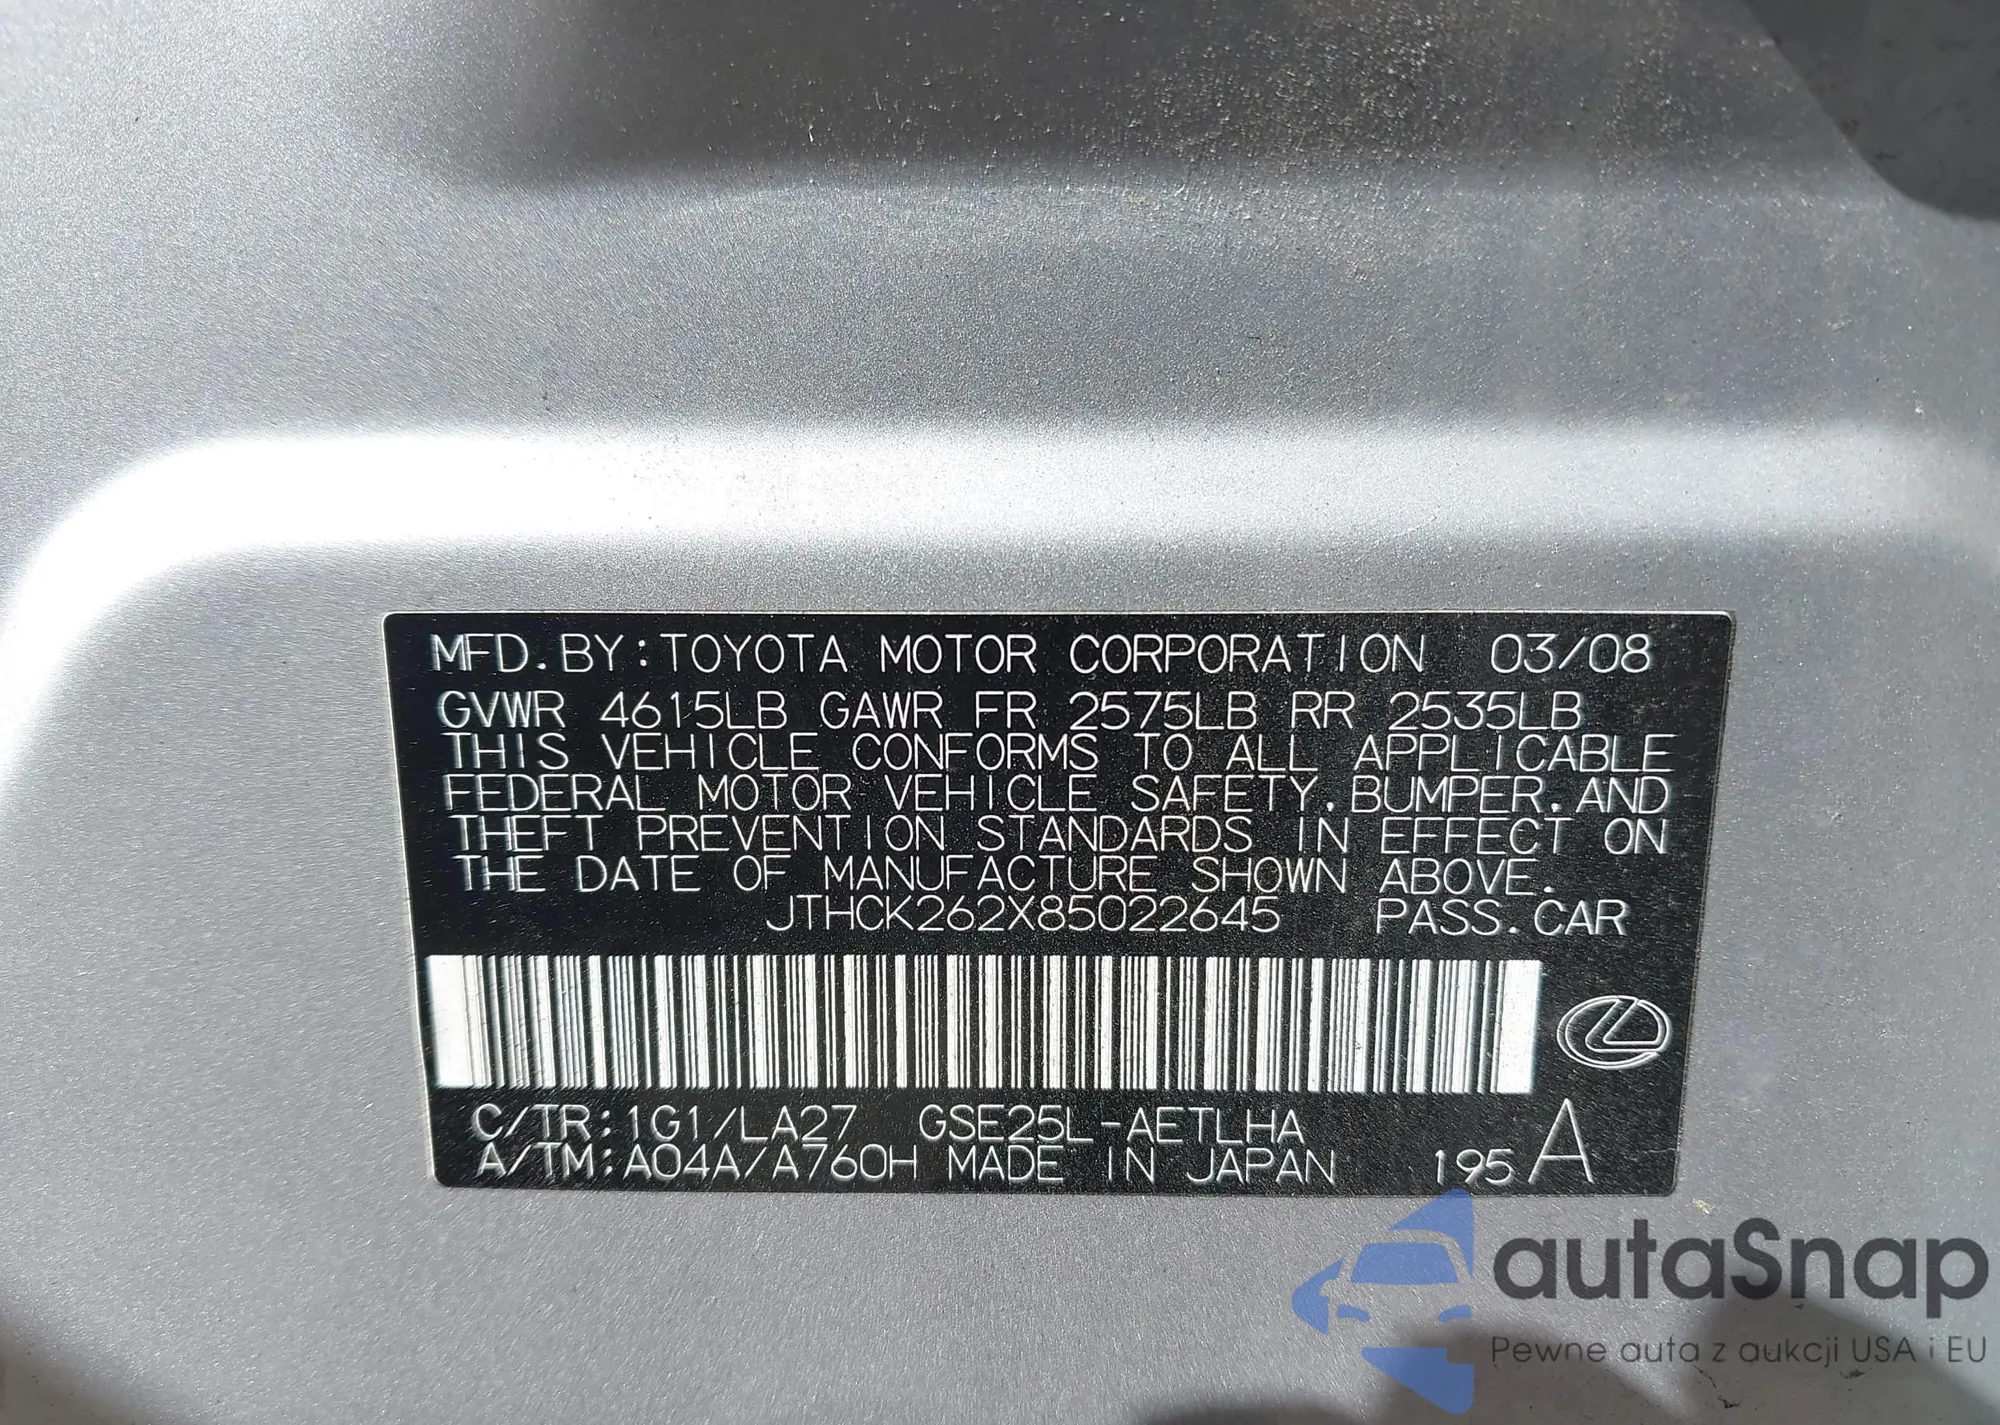 MFD. BY: TOYOTA MOTOR CORPORATION 03/08
GVWR 4615LB GAWR FR 2575LB RR 2535LB
THIS VEHICLE CONFORMS TO ALL APPLICABLE
FEDERAL MOTOR VEHICLE SAFETY. BUMPER. AND
THEFT PREVENTION STANDARDS IN EFFECT ON
THE DATE OF MANUFACTURE SHOWN ABOVE.
JTHCK262X85022645 PASS. CAR
C/TR: 1G1/LA27 GSE25L-AETLHA
A/TM: A04A/A760H MADE IN JAPAN 195 A
autaSnap
Pewne auta z aukcji USA i EU